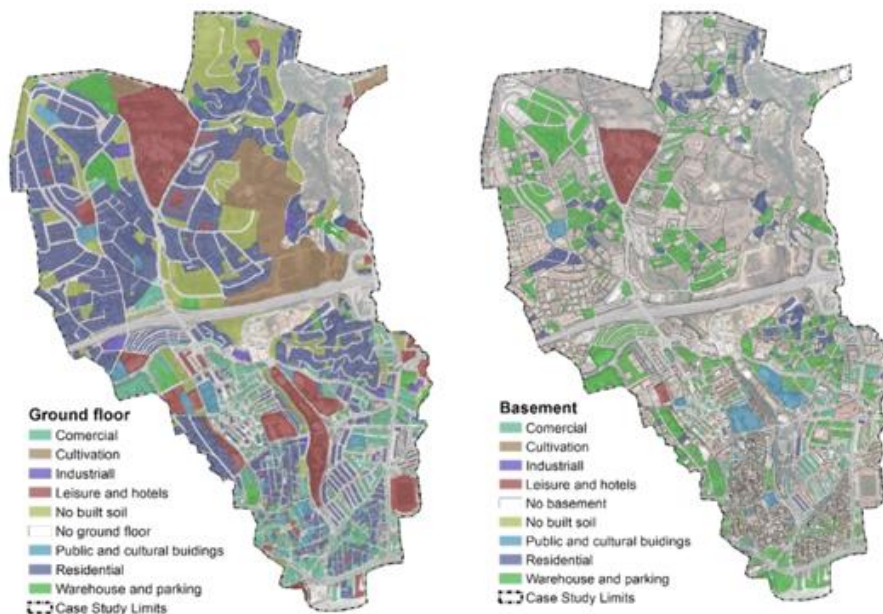 Ground floor
Comercial
Cultivation
Industriall
Leisure and hotels
No built soil
No ground floor
Public and cultural buidings
Residential
Warehouse and parking
Case Study Limits
Basement
Comercial
Cultivation
Industriall
Leisure and hotels
No basement
No built soil
Public and cultural buidings
Residential
Warehouse and parking
Case Study Limits